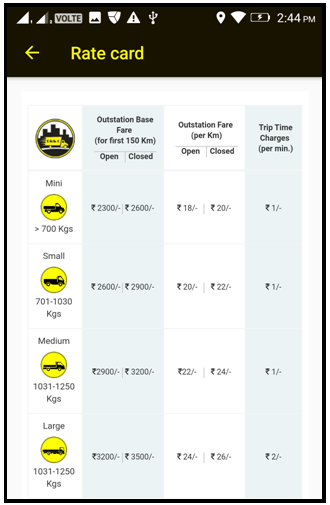 VOLTE 2:44 PM
Rate card
Outstation Base
Fare
(for first 150 Km)
Open | Closed
Outstation Fare
(per Km)
Open | Closed
Trip Time
Charges
(per min.)
Mini
> 700 Kgs
₹ 2300/- | ₹ 2600/-
₹ 18/- | ₹ 20/-
₹ 1/-
Small
701-1030
Kgs
₹ 2600/- | ₹ 2900/-
₹ 20/- | ₹ 22/-
₹ 1/-
Medium
1031-1250
Kgs
₹2900/- | ₹ 3200/-
₹22/- | ₹ 24/-
₹ 1/-
Large
1031-1250
Kgs
₹3200/- | ₹ 3500/-
₹ 24/- | ₹ 26/-
₹ 2/-